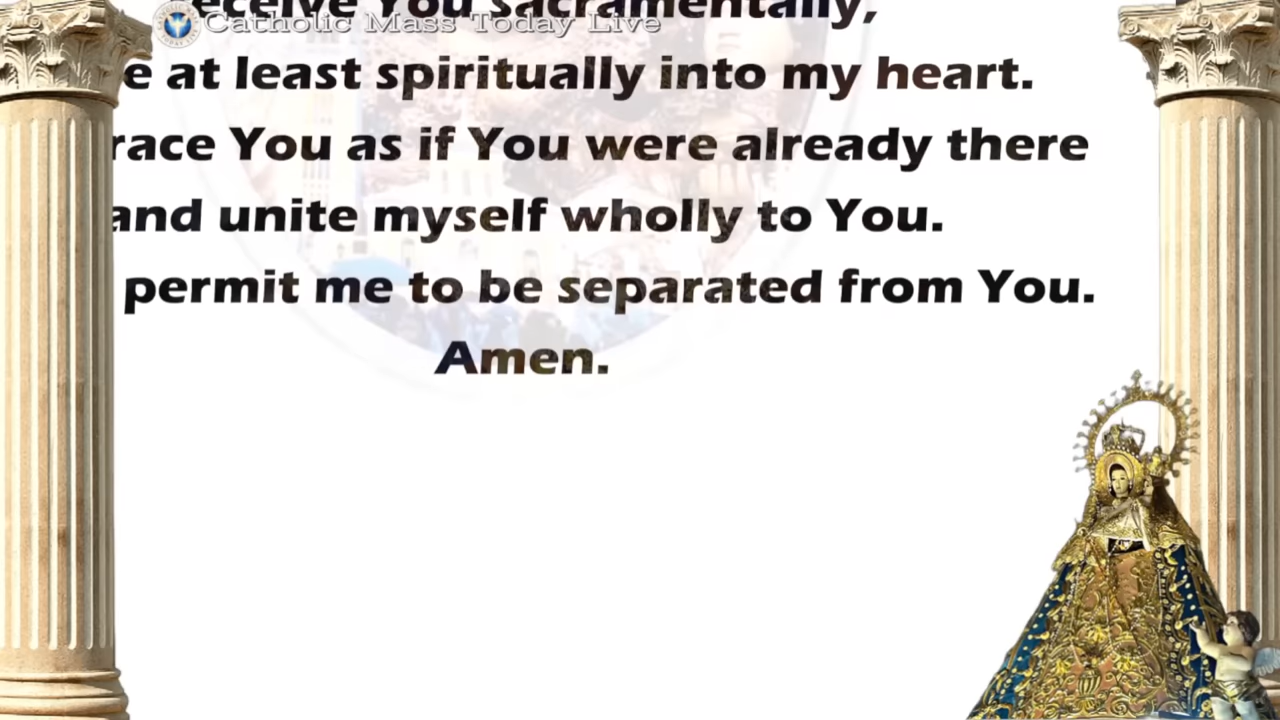 eceive You sacramentally,
Catholic Mass Today Live
e at least spiritually into my heart.
race You as if You were already there
and unite myself wholly to You.
permit me to be separated from You.
Amen.